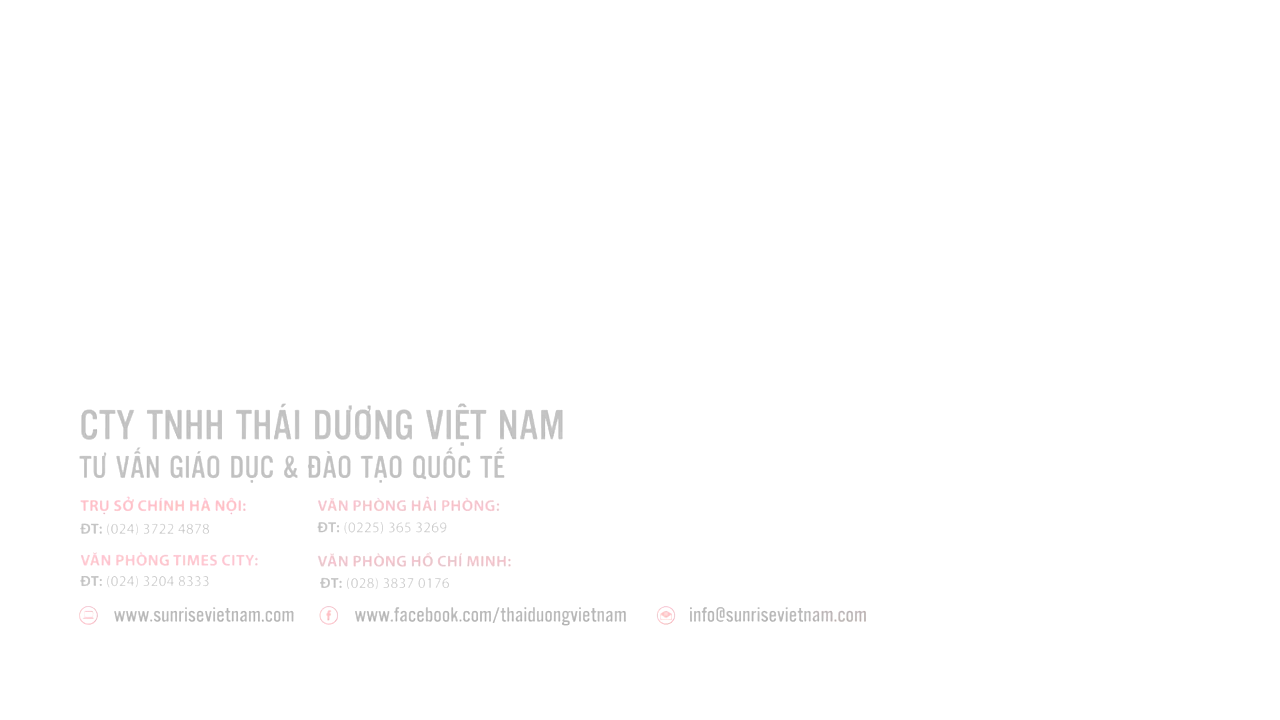 CTY TNHH THÁI DƯƠNG VIỆT NAM
TƯ VẤN GIÁO DỤC & ĐÀO TẠO QUỐC TẾ
TRỤ SỞ CHÍNH HÀ NỘI:
ĐT: (024) 3722 4878
VĂN PHÒNG HẢI PHÒNG:
ĐT: (0225) 365 3269
VĂN PHÒNG TIMES CITY:
ĐT: (024) 3204 8333
VĂN PHÒNG HỒ CHÍ MINH:
ĐT: (028) 3837 0176
www.sunrisevietnam.com
www.facebook.com/thaiduongvietnam
info@sunrisevietnam.com